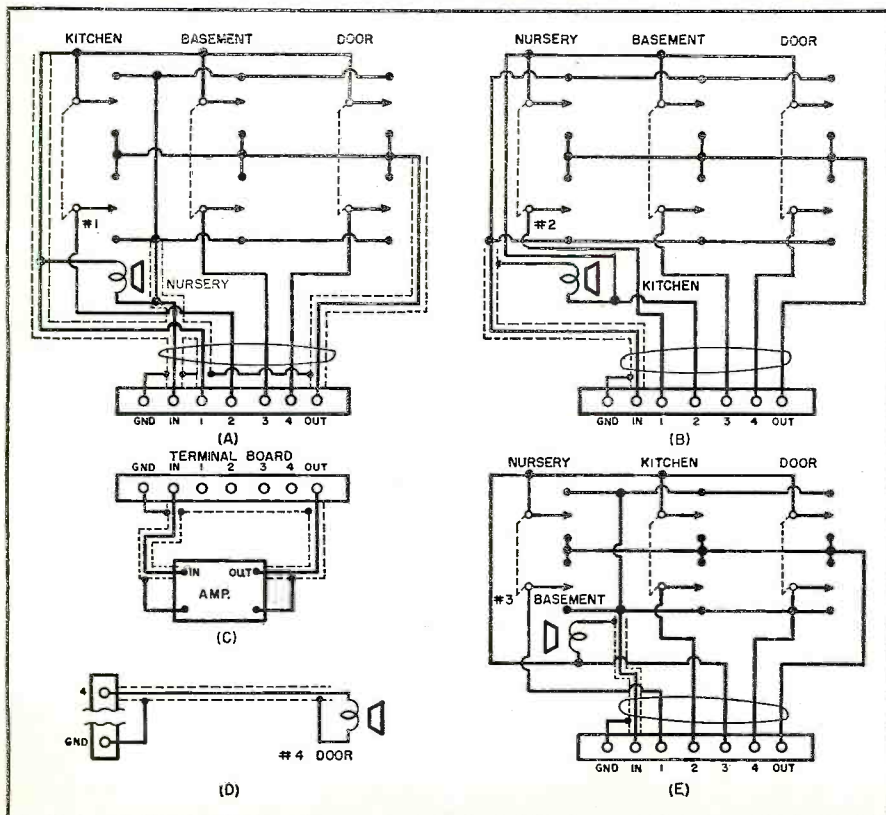 KITCHEN BASEMENT DOOR
#1
NURSERY
GND IN 1 2 3 4 OUT
(A)
NURSERY BASEMENT DOOR
#2
KITCHEN
GND IN 1 2 3 4 OUT
(B)
TERMINAL BOARD
GND IN 1 2 3 4 OUT
IN OUT
AMP.
(C)
4
GND
#4 DOOR
(D)
NURSERY KITCHEN DOOR
#3 BASEMENT
GND IN 1 2 3 4 OUT
(E)